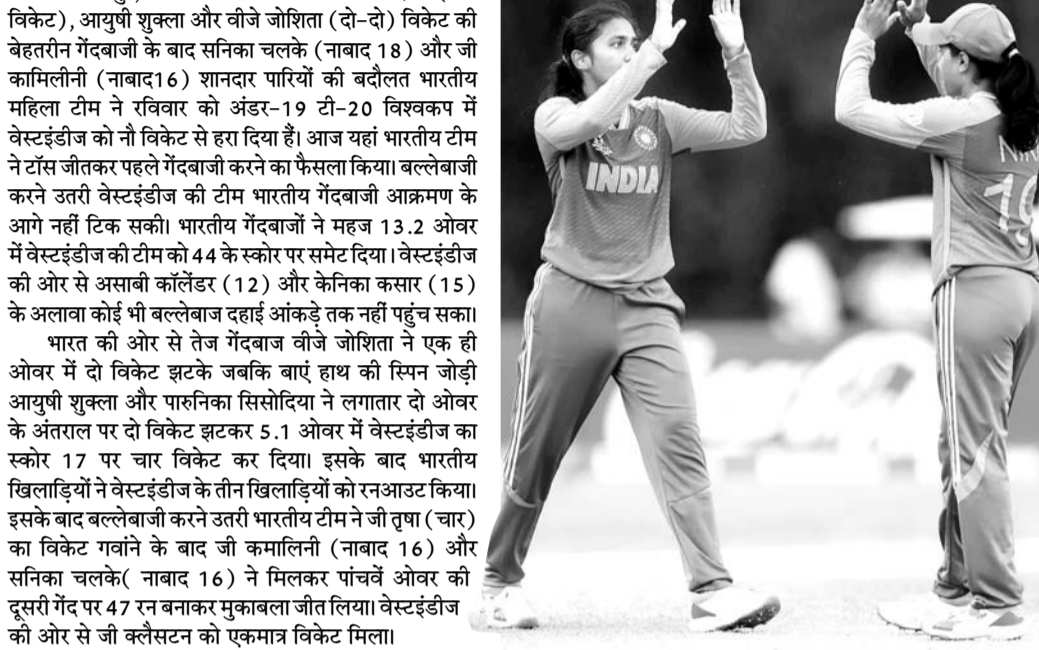 विकेट), आयुषी शुक्ला और वीजे जोशिता (दो-दो) विकेट की
बेहतरीन गेंदबाजी के बाद सनिका चलके (नाबाद 18) और जी
कामिलीनी (नाबाद16) शानदार पारियों की बदौलत भारतीय
महिला टीम ने रविवार को अंडर-19 टी-20 विश्वकप में
वेस्टइंडीज को नौ विकेट से हरा दिया हैं। आज यहां भारतीय टीम
ने टॉस जीतकर पहले गेंदबाजी करने का फैसला किया। बल्लेबाजी
करने उतरी वेस्टइंडीज की टीम भारतीय गेंदबाजी आक्रमण के
आगे नहीं टिक सकी। भारतीय गेंदबाजों ने महज 13.2 ओवर
में वेस्टइंडीज की टीम को 44 के स्कोर पर समेट दिया। वेस्टइंडीज
की ओर से असाबी कॉलेंडर (12) और केनिका कसार (15)
के अलावा कोई भी बल्लेबाज दहाई आंकड़े तक नहीं पहुंच सका।
भारत की ओर से तेज गेंदबाज वीजे जोशिता ने एक ही
ओवर में दो विकेट झटके जबकि बाएं हाथ की स्पिन जोड़ी
आयुषी शुक्ला और पारुनिका सिसोदिया ने लगातार दो ओवर
के अंतराल पर दो विकेट झटकर 5.1 ओवर में वेस्टइंडीज का
स्कोर 17 पर चार विकेट कर दिया। इसके बाद भारतीय
खिलाड़ियों ने वेस्टइंडीज के तीन खिलाड़ियों को रनआउट किया।
इसके बाद बल्लेबाजी करने उतरी भारतीय टीम ने जी तृषा (चार)
का विकेट गवांने के बाद जी कमालिनी (नाबाद 16) और
सनिका चलके( नाबाद 16) ने मिलकर पांचवें ओवर की
दूसरी गेंद पर 47 रन बनाकर मुकाबला जीत लिया। वेस्टइंडीज
की ओर से जी क्लैसटन को एकमात्र विकेट मिला।
INDIA